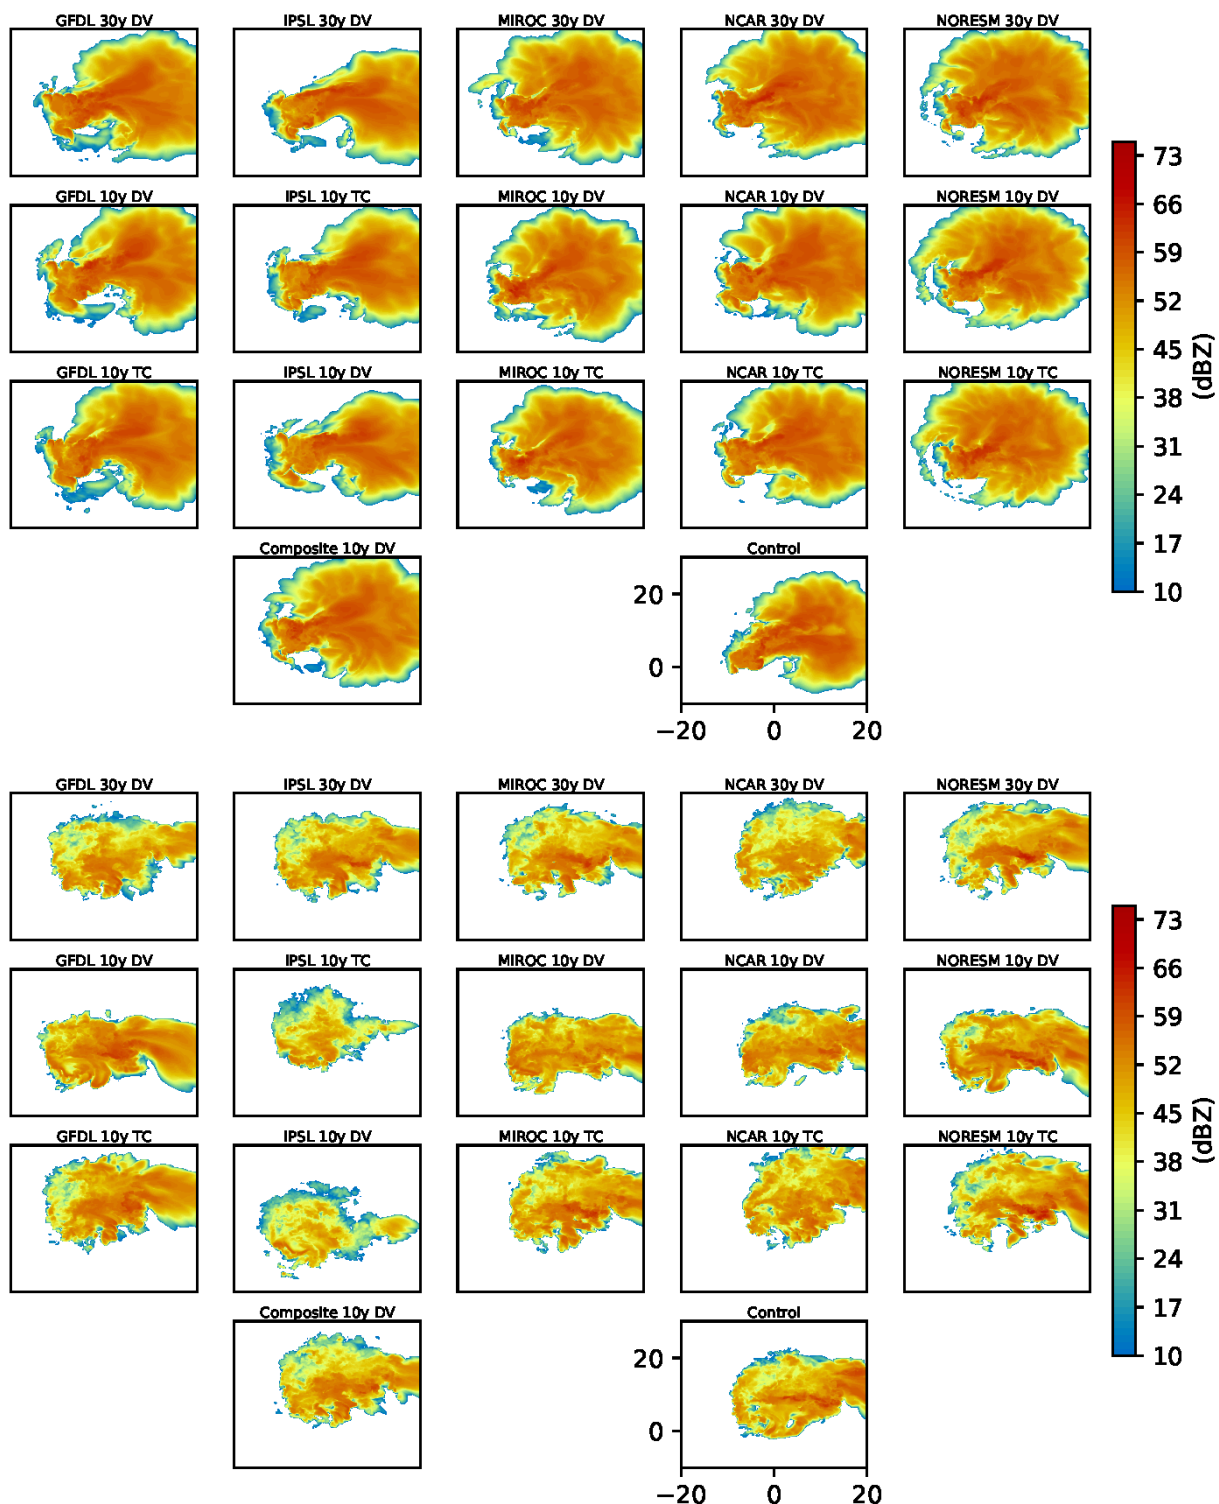 GFDL 30y DV IPSL 30y DV MIROC 30y DV NCAR 30y DV NORESM 30y DV
GFDL 10y DV IPSL 10y TC MIROC 10y DV NCAR 10y DV NORESM 10y DV
GFDL 10y TC IPSL 10y DV MIROC 10y TC NCAR 10y TC NORESM 10y TC
Composite 10y DV Control
20
0
−20 0 20
73
66
59
52
45
38
31
24
17
10
(dBZ)
GFDL 30y DV IPSL 30y DV MIROC 30y DV NCAR 30y DV NORESM 30y DV
GFDL 10y DV IPSL 10y TC MIROC 10y DV NCAR 10y DV NORESM 10y DV
GFDL 10y TC IPSL 10y DV MIROC 10y TC NCAR 10y TC NORESM 10y TC
Composite 10y DV Control
20
0
−20 0 20
73
66
59
52
45
38
31
24
17
10
(dBZ)